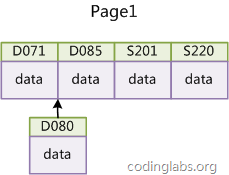 Page1
D071 D085 S201 S220
data data data data
D080
data
codinglabs.org